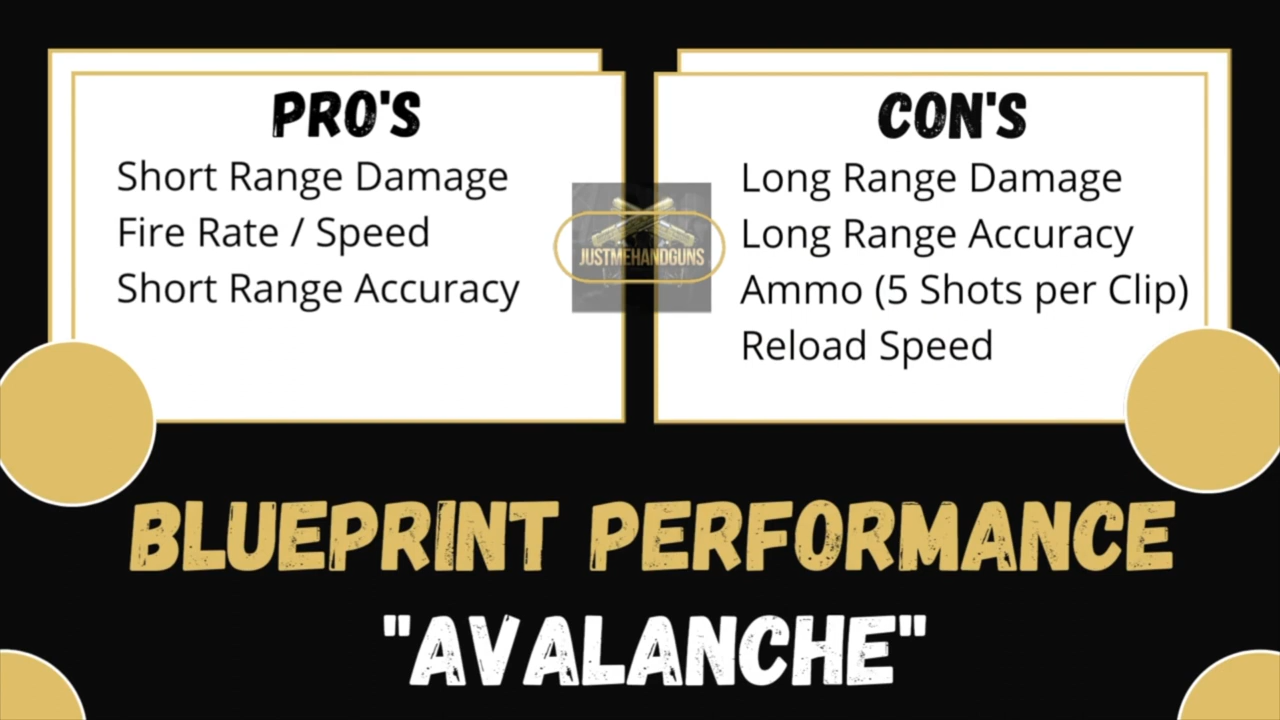 PRO'S
Short Range Damage
Fire Rate / Speed
Short Range Accuracy
JUSTMEHANDGUNS
CON'S
Long Range Damage
Long Range Accuracy
Ammo (5 Shots per Clip)
Reload Speed
BLUEPRINT PERFORMANCE
"AVALANCHE"